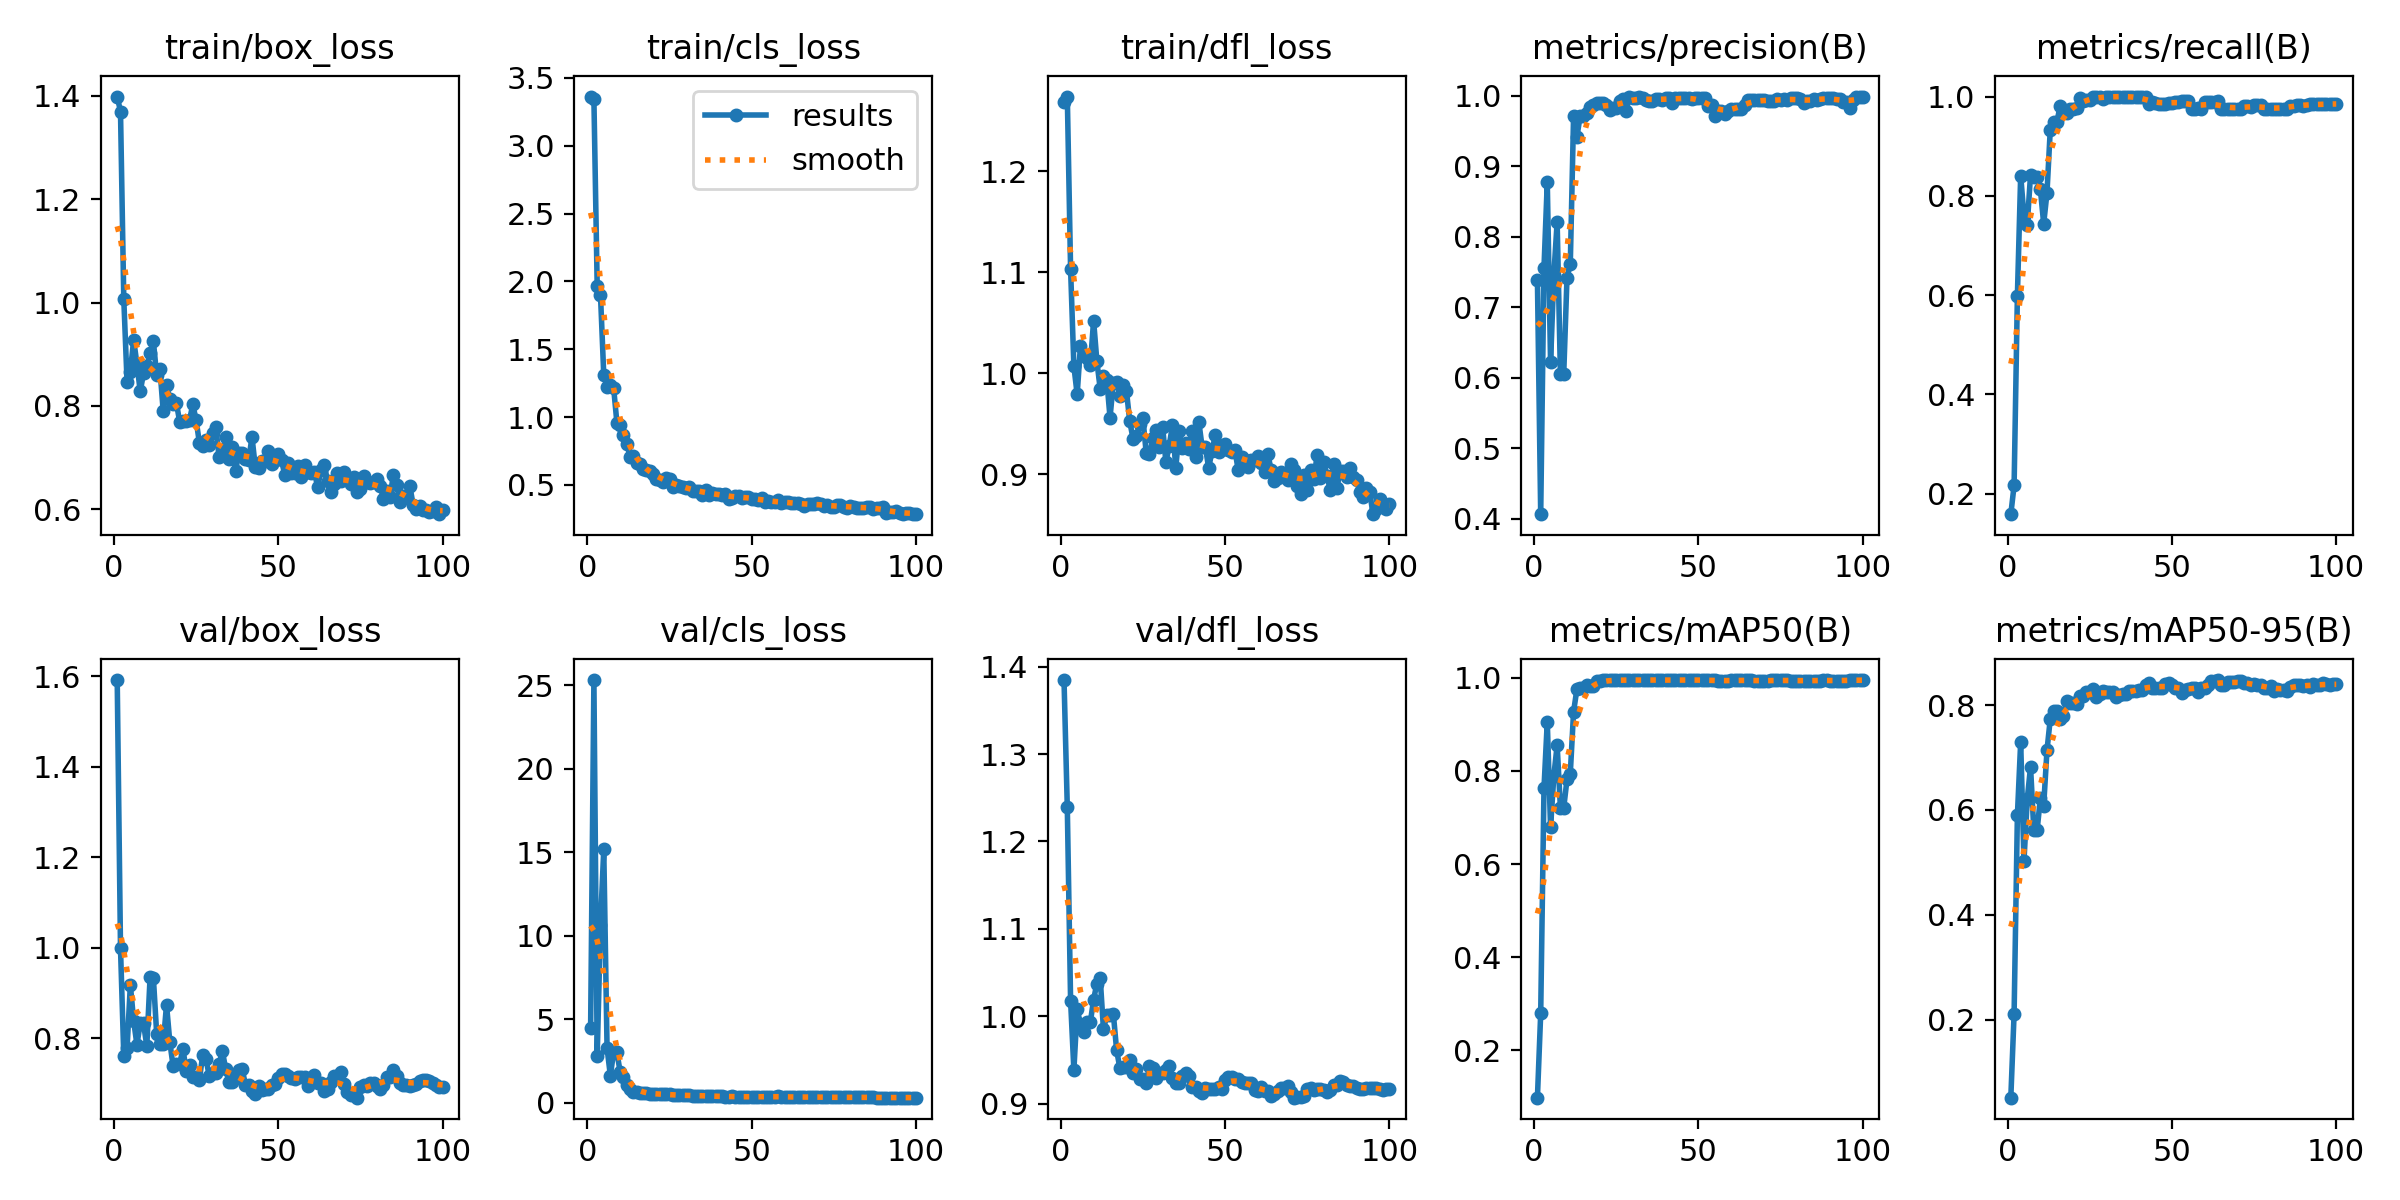 train/box_loss
1.4
1.2
1.0
0.8
0.6
0 50 100
train/cls_loss
3.5
3.0
2.5
2.0
1.5
1.0
0.5
0 50 100
results
smooth
train/dfl_loss
1.2
1.1
1.0
0.9
0 50 100
metrics/precision(B)
1.0
0.9
0.8
0.7
0.6
0.5
0.4
0 50 100
metrics/recall(B)
1.0
0.8
0.6
0.4
0.2
0 50 100
val/box_loss
1.6
1.4
1.2
1.0
0.8
0 50 100
val/cls_loss
25
20
15
10
5
0
0 50 100
val/dfl_loss
1.4
1.3
1.2
1.1
1.0
0.9
0 50 100
metrics/mAP50(B)
1.0
0.8
0.6
0.4
0.2
0 50 100
metrics/mAP50-95(B)
0.8
0.6
0.4
0.2
0 50 100